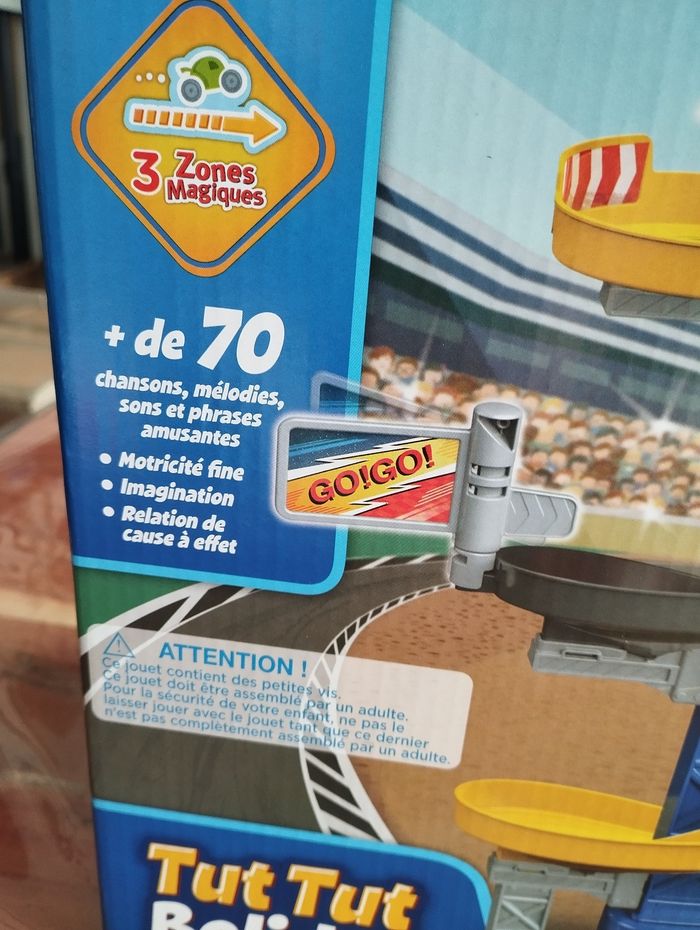 3 Zones
Magiques
+ de 70
chansons, mélodies,
sons et phrases
amusantes
• Motricité fine
• Imagination
• Relation de
cause à effet
GO!GO!
ATTENTION !
Ce jouet contient des petites vis.
Ce jouet doit être assemblé par un adulte.
Pour la sécurité de votre enfant, ne pas le
laisser jouer avec le jouet tant que ce dernier
n'est pas complètement assemblé par un adulte.
Tut Tut